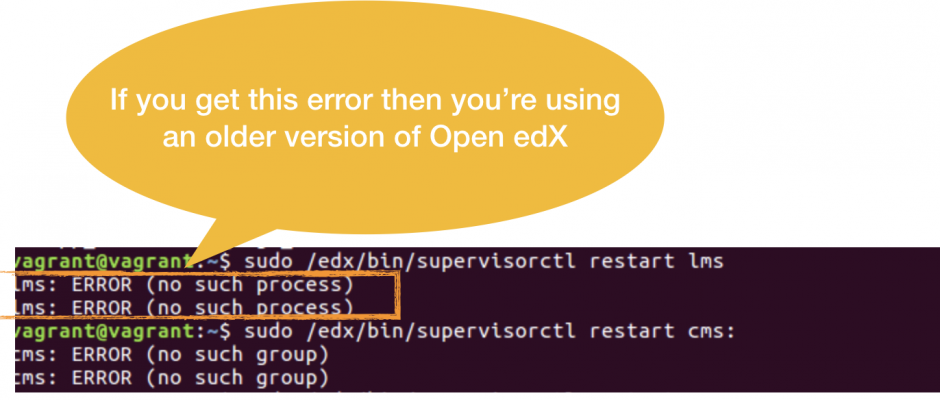 If you get this error then you're using
an older version of Open edX
vagrant@vagrant:~$ sudo /edx/bin/supervisorctl restart lms
lms: ERROR (no such process)
lms: ERROR (no such process)
vagrant@vagrant:~$ sudo /edx/bin/supervisorctl restart cms:
cms: ERROR (no such group)
cms: ERROR (no such group)